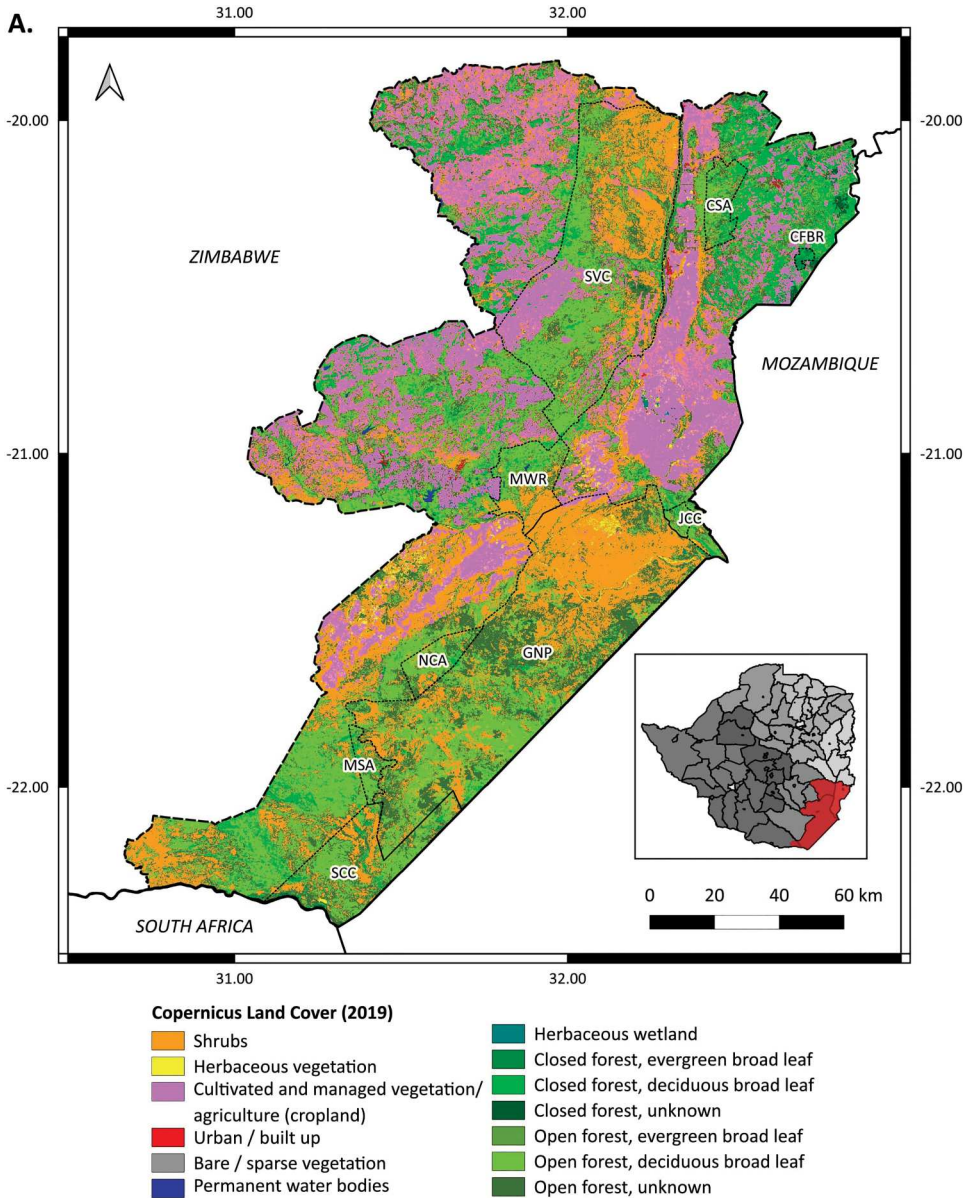 A.
31.00 32.00
-20.00 -20.00
CSA
CFBR
ZIMBABWE
SVC
MOZAMBIQUE
-21.00 -21.00
MWR
JCC
NCA
GNP
MSA
-22.00 -22.00
SCC
0 20 40 60 km
SOUTH AFRICA
31.00 32.00
Copernicus Land Cover (2019)
Shrubs
Herbaceous vegetation
Cultivated and managed vegetation/
agriculture (cropland)
Urban / built up
Bare / sparse vegetation
Permanent water bodies
Herbaceous wetland
Closed forest, evergreen broad leaf
Closed forest, deciduous broad leaf
Closed forest, unknown
Open forest, evergreen broad leaf
Open forest, deciduous broad leaf
Open forest, unknown